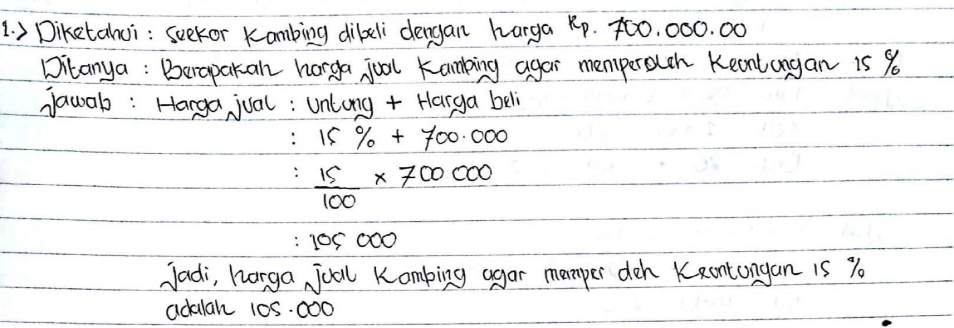 1.> Diketahui : Seekor Kambing dibeli dengan harga Rp. 700.000.00
Ditanya : Berapakah harga jual Kambing agar memperoleh Keuntungan 15 %
Jawab : Harga jual : Untung + Harga beli
: 15 % + 700.000
: 15/100 × 700 000
: 105 000
Jadi, harga jual Kambing agar memper oleh Keuntungan 15 %
adalah 105.000